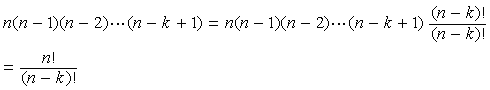 n(n−1)(n−2)⋯(n−k+1) = n(n−1)(n−2)⋯(n−k+1) (n−k)!/(n−k)!
= n!/(n−k)!